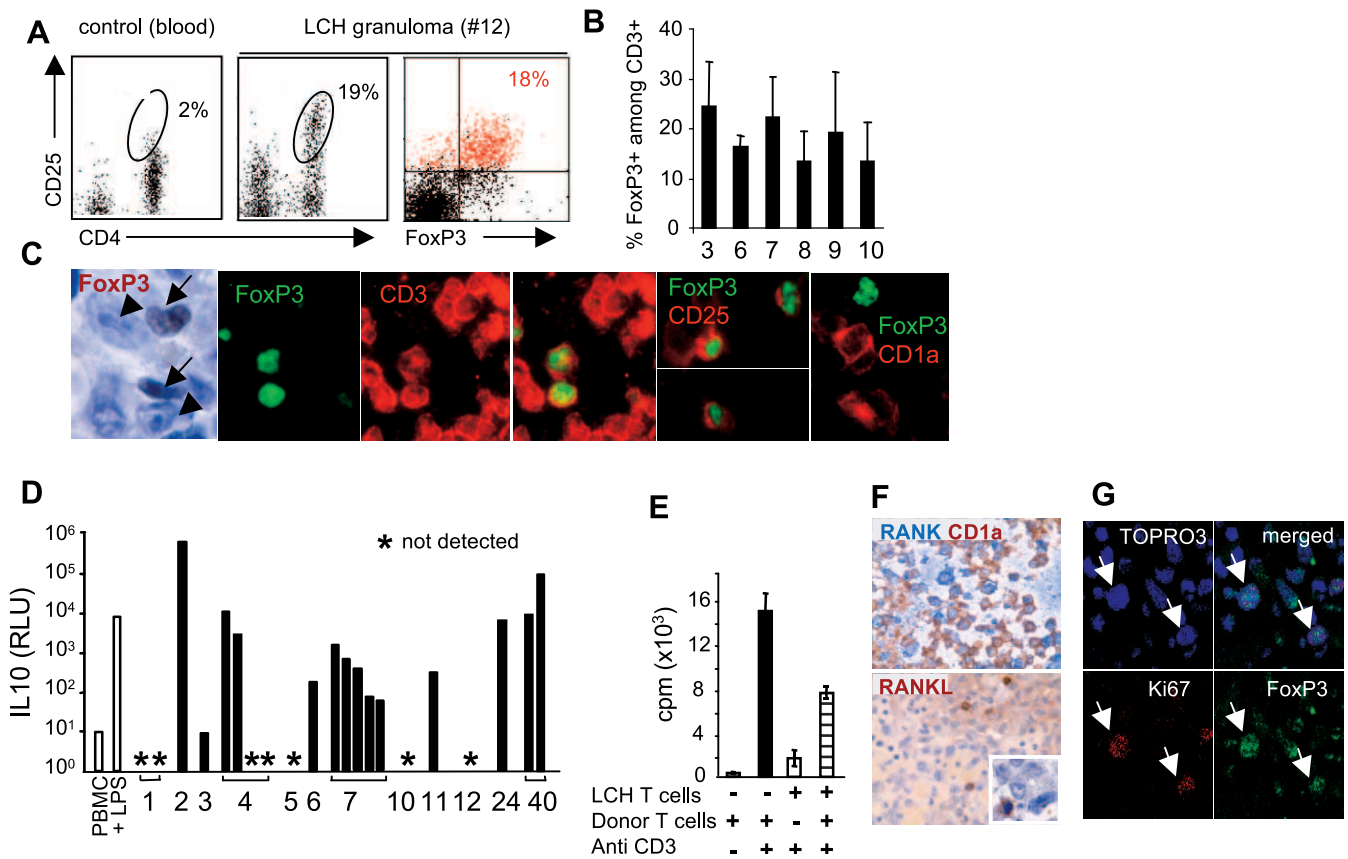 A
control (blood)
LCH granuloma (#12)
2%
19%
18%
CD25
CD4
FoxP3
B
% FoxP3+ among CD3+
40
30
20
10
0
3 6 7 8 9 10
C
FoxP3
FoxP3
CD3
FoxP3
CD25
FoxP3
CD1a
D
* not detected
IL10 (RLU)
10⁶
10⁵
10⁴
10³
10²
10¹
10⁰
* * * * * * *
PBMC
+ LPS
1 2 3 4 5 6 7 10 11 12 24 40
E
cpm (x10³)
16
12
8
4
0
LCH T cells - - + +
Donor T cells + + - +
Anti CD3 - + + +
F
RANK CD1a
RANKL
G
TOPRO3
merged
Ki67
FoxP3